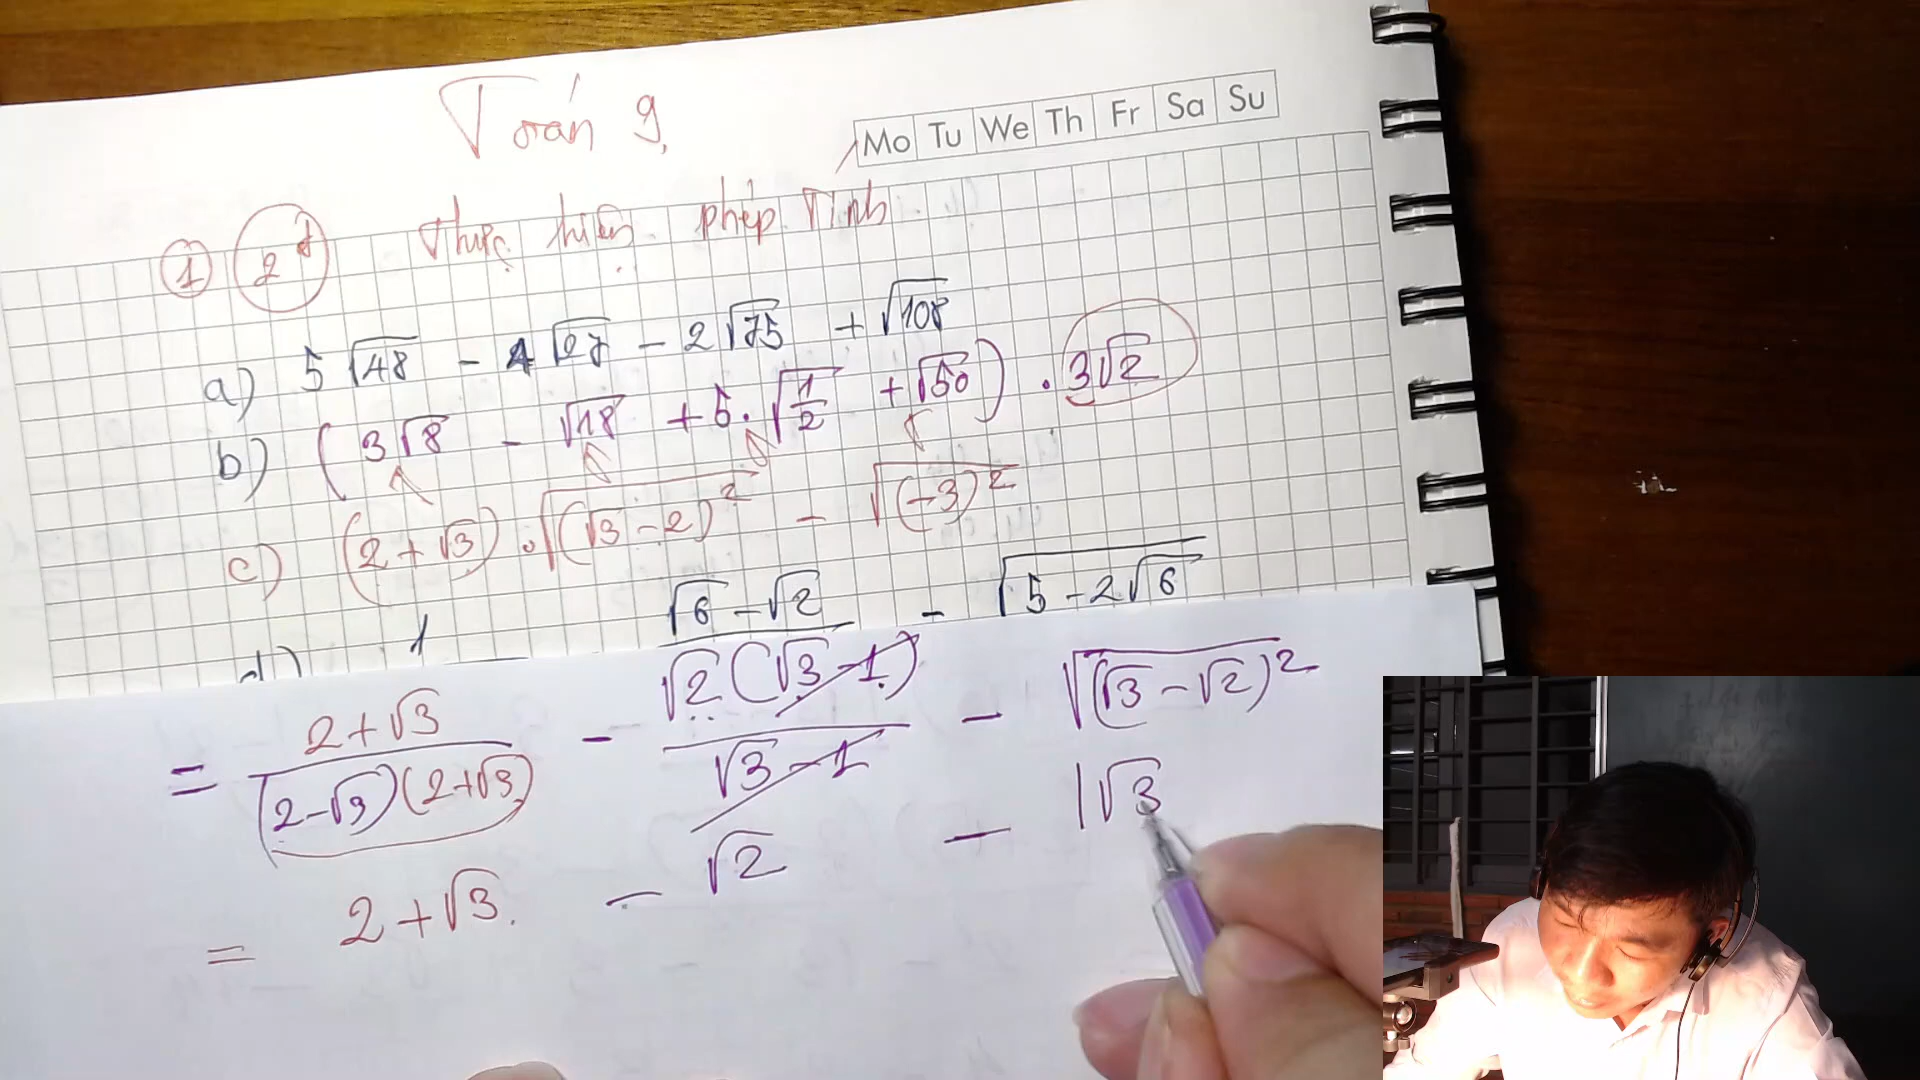 Toán 9
Mo Tu We Th Fr Sa Su
① 2đ Thực hiện phép tính
a) 5√48 - 4√27 - 2√75 + √108
b) (3√8 - √18 + 5.√(1/2) + √50) . 3√2
c) (2+√3).√((√3-2)²) - √((-3)²)
d) 1 (√6-√2) - √(5-2√6)
= (2+√3)/((2-√3)(2+√3)) - (√2(√3-1))/(√3-1) - √((√3-√2)²)
= 2+√3. - √2 - |√3